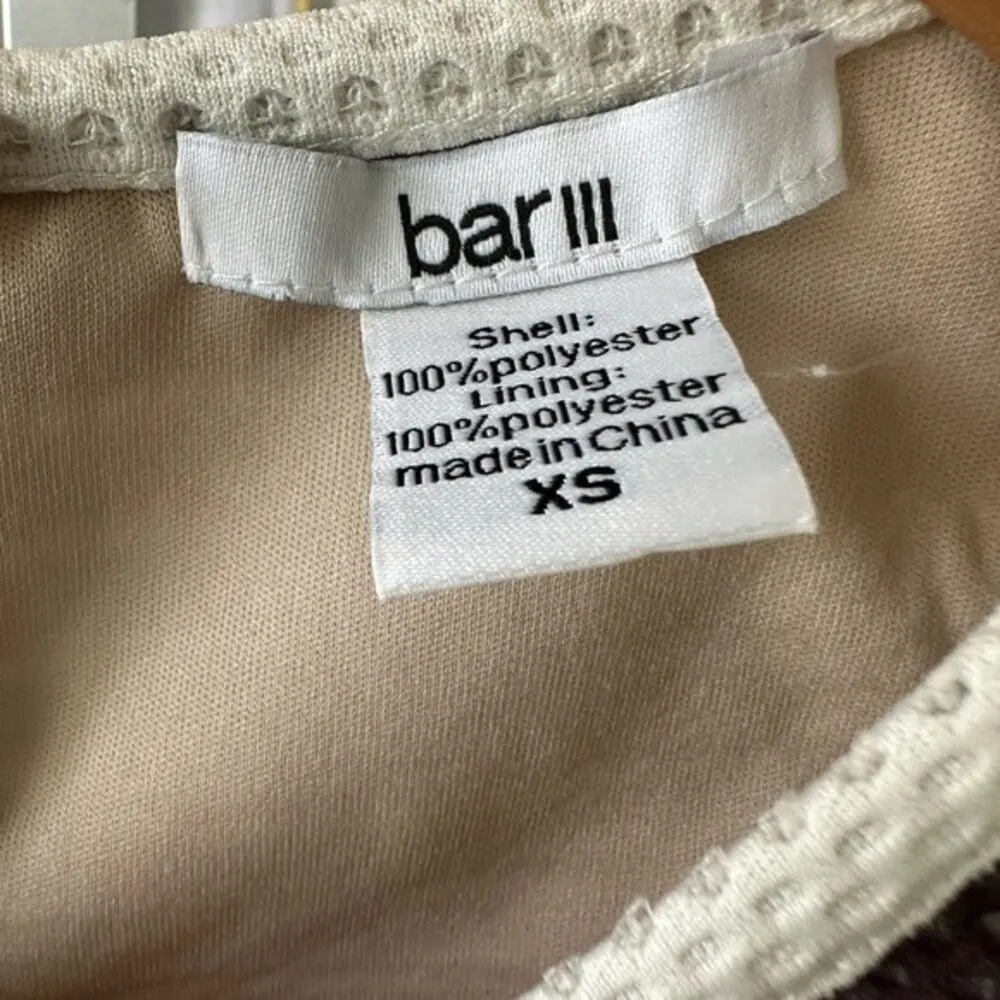 bar III
Shell:
100%polyester
Lining:
100%polyester
made in China
XS